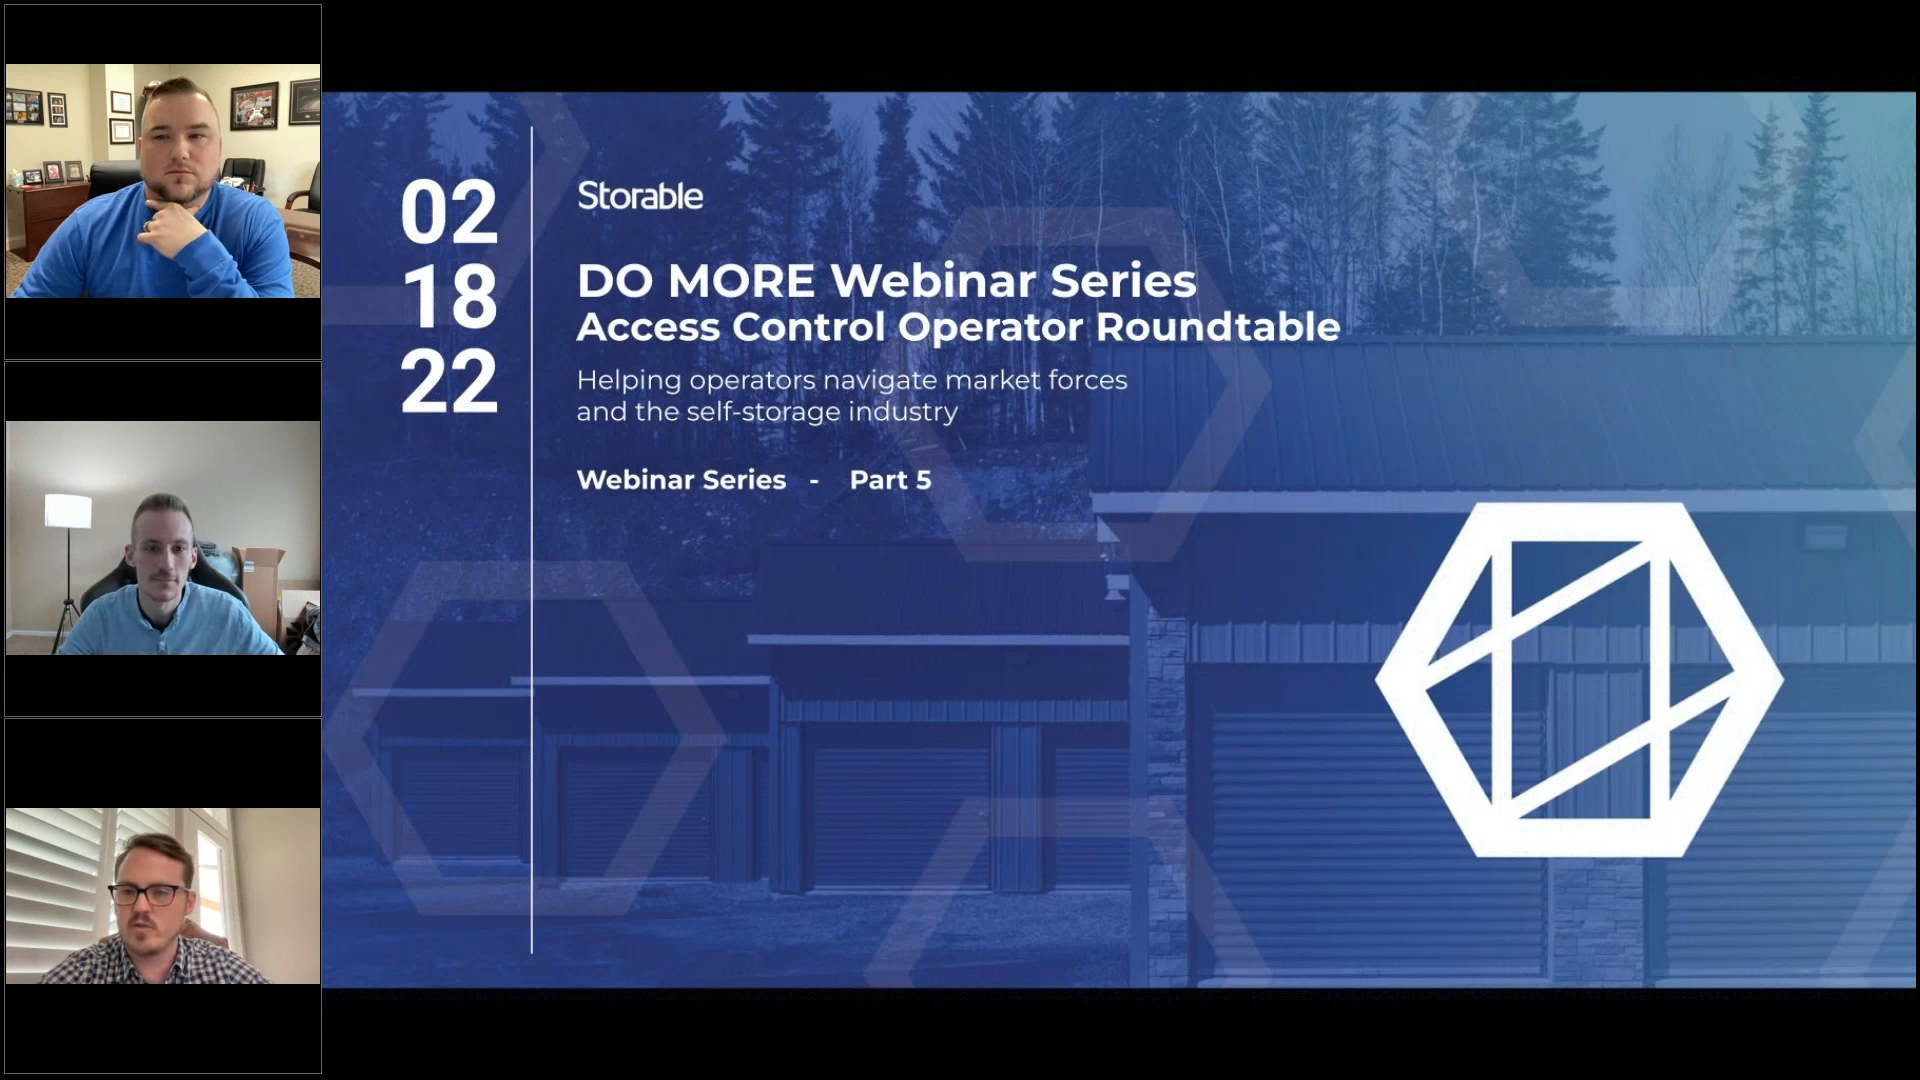 02
18
22
Storable
DO MORE Webinar Series
Access Control Operator Roundtable
Helping operators navigate market forces
and the self-storage industry
Webinar Series - Part 5